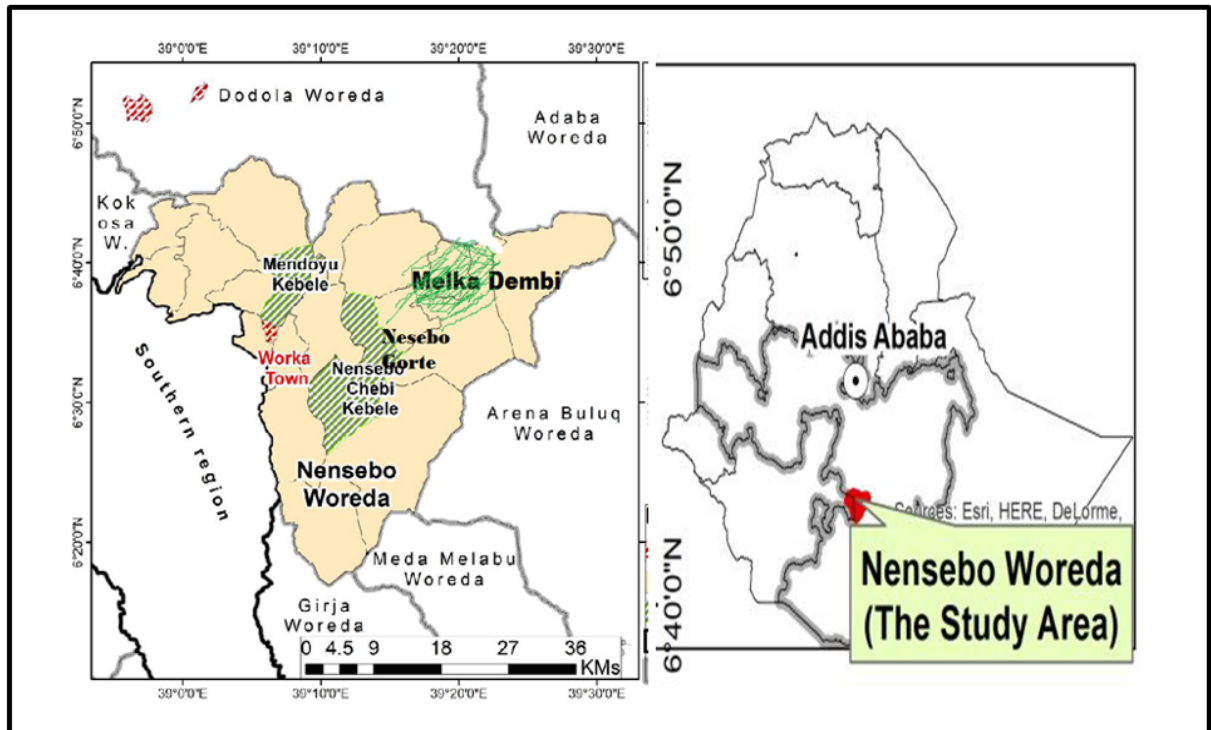 39°0'0"E 39°10'0"E 39°20'0"E 39°30'0"E
6°50'0"N
6°40'0"N
6°30'0"N
6°20'0"N
Dodola Woreda
Adaba
Woreda
Kok
osa
W.
Mendoyu
Kebele
Melka Dembi
Nesebo
Gorte
Worka
Town
Nensebo
Chebi
Kebele
Southern region
Arena Buluq
Woreda
Nensebo
Woreda
Meda Melabu
Woreda
Girja
Woreda
0 4.5 9 18 27 36
KMs
39°0'0"E 39°10'0"E 39°20'0"E 39°30'0"E
6°50'0"N
6°40'0"N
Addis Ababa
Sources: Esri, HERE, DeLorme,
Nensebo Woreda
(The Study Area)